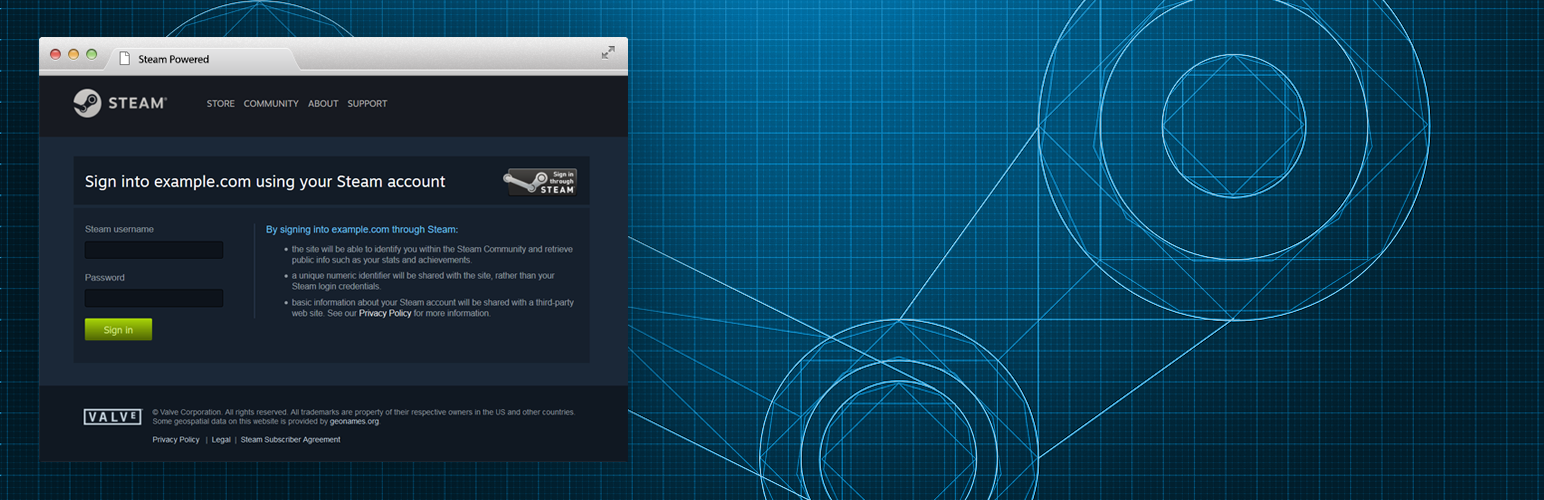 Steam Powered
STEAM®
STORE COMMUNITY ABOUT SUPPORT
Sign into example.com using your Steam account
Sign in
through
STEAM
Steam username
Password
Sign in
By signing into example.com through Steam:
• the site will be able to identify you within the Steam Community and retrieve
public info such as your stats and achievements.
• a unique numeric identifier will be shared with the site, rather than your
Steam login credentials.
• basic information about your Steam account will be shared with a third-party
web site. See our Privacy Policy for more information.
VALVE
© Valve Corporation. All rights reserved. All trademarks are property of their respective owners in the US and other countries.
Some geospatial data on this website is provided by geonames.org.
Privacy Policy | Legal | Steam Subscriber Agreement